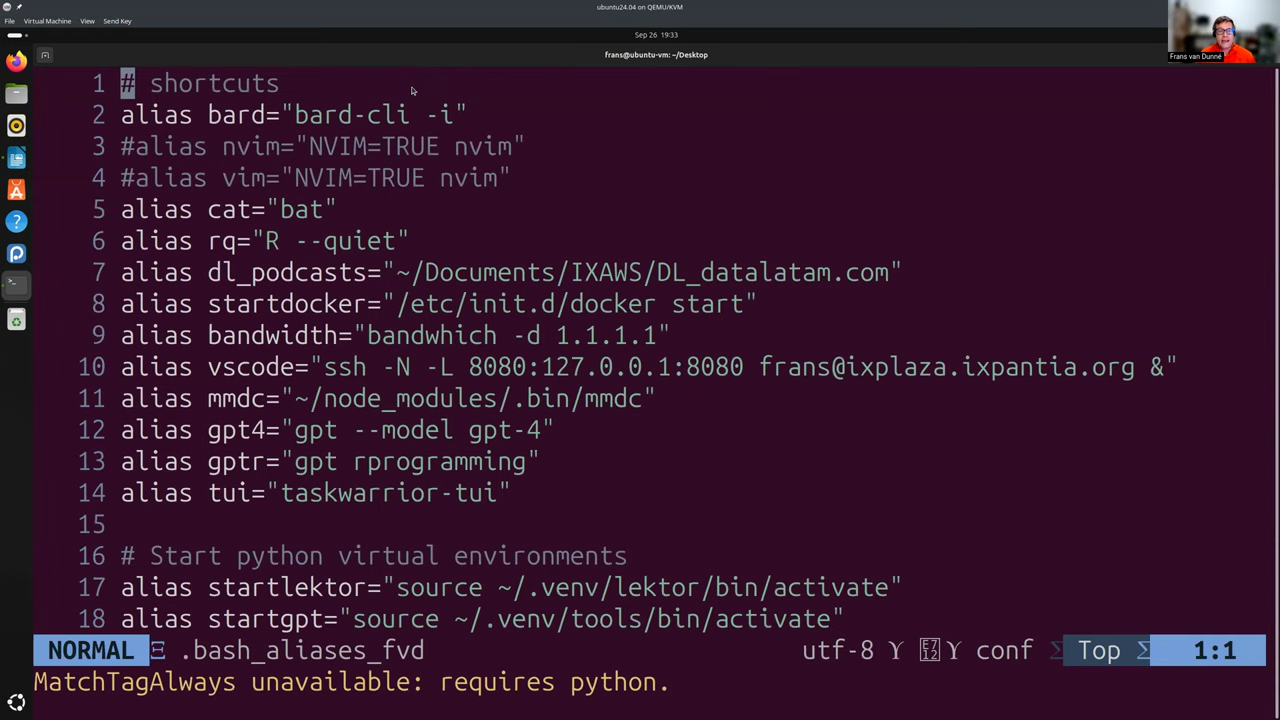 ubuntu24.04 on QEMU/KVM
File Virtual Machine View Send Key
Sep 26 19:33
frans@ubuntu-vm: ~/Desktop
Frans van Dunné
1 # shortcuts
2 alias bard="bard-cli -i"
3 #alias nvim="NVIM=TRUE nvim"
4 #alias vim="NVIM=TRUE nvim"
5 alias cat="bat"
6 alias rq="R --quiet"
7 alias dl_podcasts="~/Documents/IXAWS/DL_datalatam.com"
8 alias startdocker="/etc/init.d/docker start"
9 alias bandwidth="bandwhich -d 1.1.1.1"
10 alias vscode="ssh -N -L 8080:127.0.0.1:8080 frans@ixplaza.ixpantia.org &"
11 alias mmdc="~/node_modules/.bin/mmdc"
12 alias gpt4="gpt --model gpt-4"
13 alias gptr="gpt rprogramming"
14 alias tui="taskwarrior-tui"
15
16 # Start python virtual environments
17 alias startlektor="source ~/.venv/lektor/bin/activate"
18 alias startgpt="source ~/.venv/tools/bin/activate"
NORMAL .bash_aliases_fvd utf-8 conf Top 1:1
MatchTagAlways unavailable: requires python.